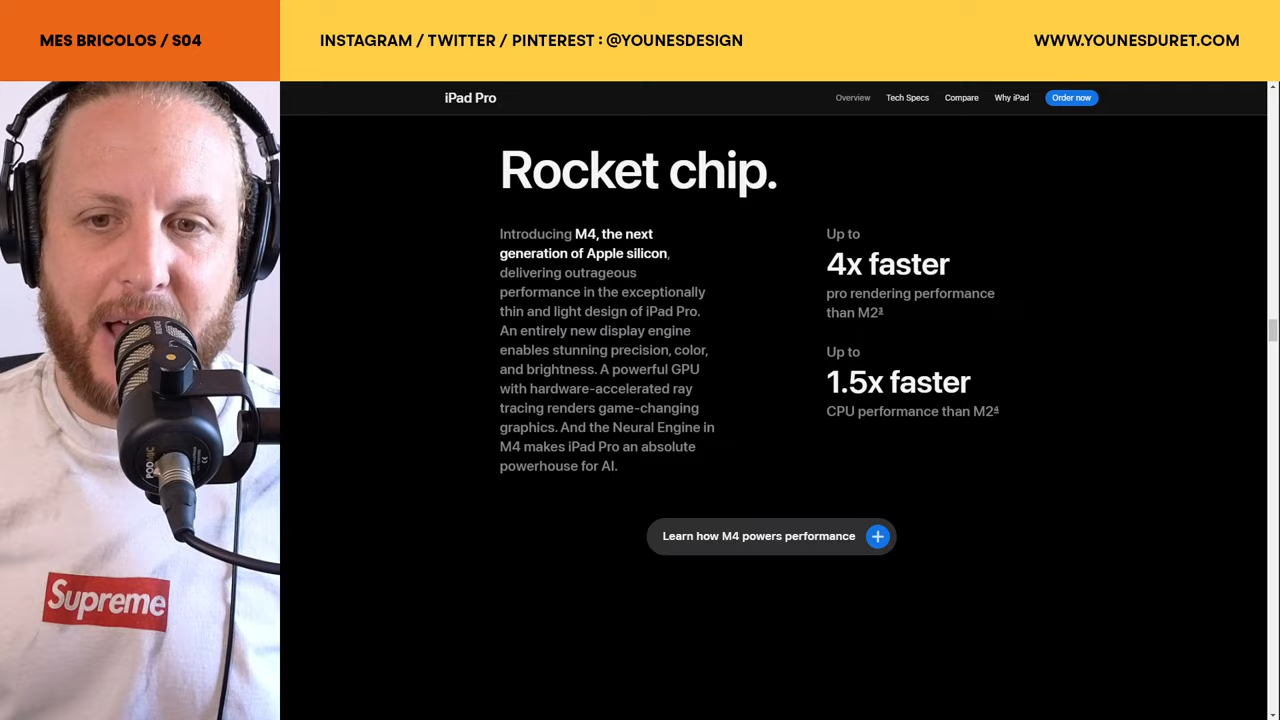 MES BRICOLOS / S04
INSTAGRAM / TWITTER / PINTEREST : @YOUNESDESIGN
WWW.YOUNESDURET.COM
iPad Pro
Overview
Tech Specs
Compare
Why iPad
Order now
Rocket chip.
Introducing M4, the next
generation of Apple silicon,
delivering outrageous
performance in the exceptionally
thin and light design of iPad Pro.
An entirely new display engine
enables stunning precision, color,
and brightness. A powerful GPU
with hardware-accelerated ray
tracing renders game-changing
graphics. And the Neural Engine in
M4 makes iPad Pro an absolute
powerhouse for AI.
Up to
4x faster
pro rendering performance
than M2³
Up to
1.5x faster
CPU performance than M2⁴
Learn how M4 powers performance
RØDE
PODMIC
Supreme